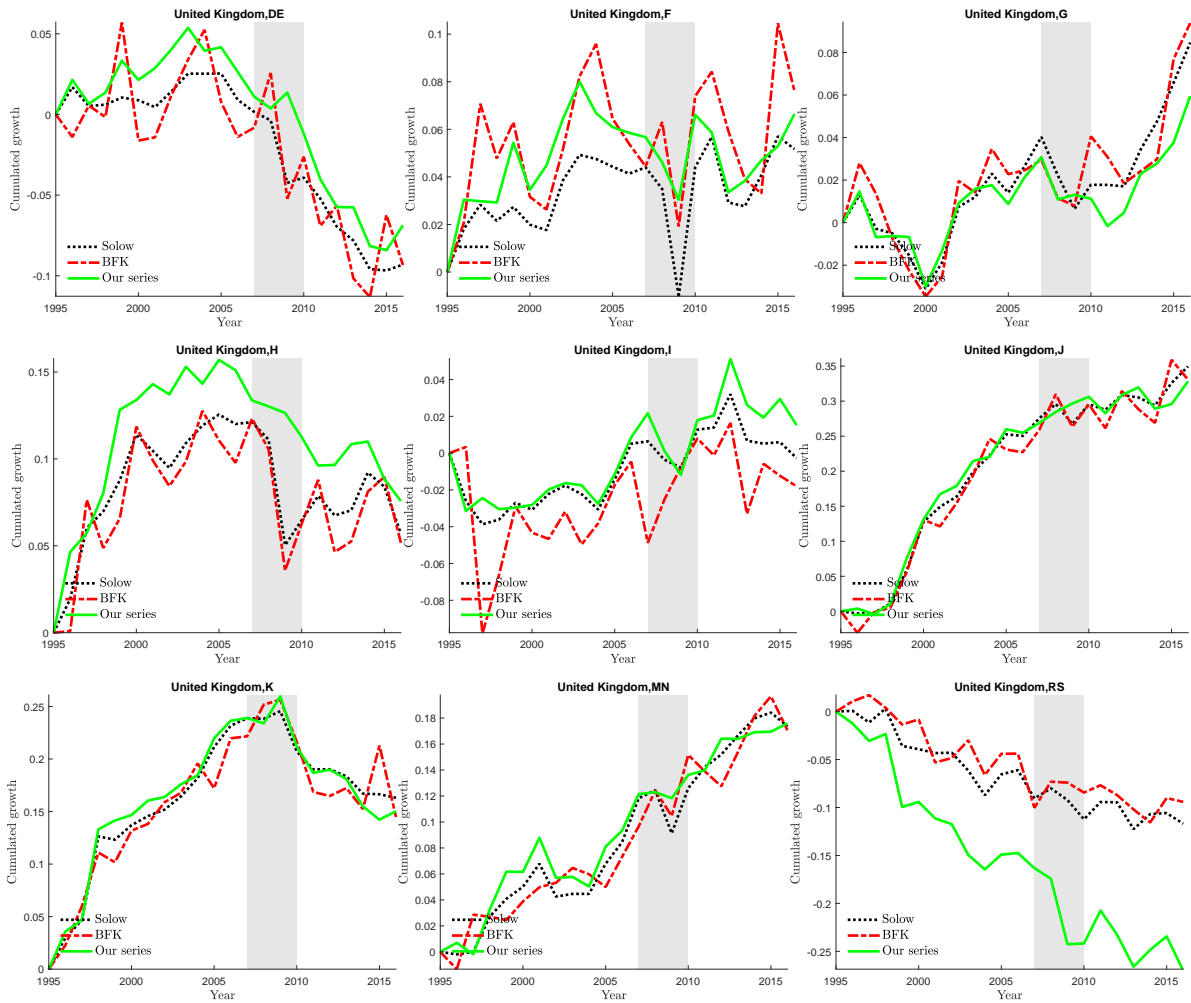 United Kingdom,DE
Cumulated growth
0.05
0
-0.05
-0.1
Solow
BFK
Our series
1995
2000
2005
2010
2015
Year
United Kingdom,F
Cumulated growth
0.1
0.08
0.06
0.04
0.02
0
Solow
BFK
Our series
1995
2000
2005
2010
2015
Year
United Kingdom,G
Cumulated growth
0.08
0.06
0.04
0.02
0
-0.02
Solow
BFK
Our series
1995
2000
2005
2010
2015
Year
United Kingdom,H
Cumulated growth
0.15
0.1
0.05
0
Solow
BFK
Our series
1995
2000
2005
2010
2015
Year
United Kingdom,I
Cumulated growth
0.04
0.02
0
-0.02
-0.04
-0.06
-0.08
Solow
BFK
Our series
1995
2000
2005
2010
2015
Year
United Kingdom,J
Cumulated growth
0.35
0.3
0.25
0.2
0.15
0.1
0.05
0
Solow
BFK
Our series
1995
2000
2005
2010
2015
Year
United Kingdom,K
Cumulated growth
0.25
0.2
0.15
0.1
0.05
0
Solow
BFK
Our series
1995
2000
2005
2010
2015
Year
United Kingdom,MN
Cumulated growth
0.18
0.16
0.14
0.12
0.1
0.08
0.06
0.04
0.02
0
Solow
BFK
Our series
1995
2000
2005
2010
2015
Year
United Kingdom,RS
Cumulated growth
0
-0.05
-0.1
-0.15
-0.2
-0.25
Solow
BFK
Our series
1995
2000
2005
2010
2015
Year